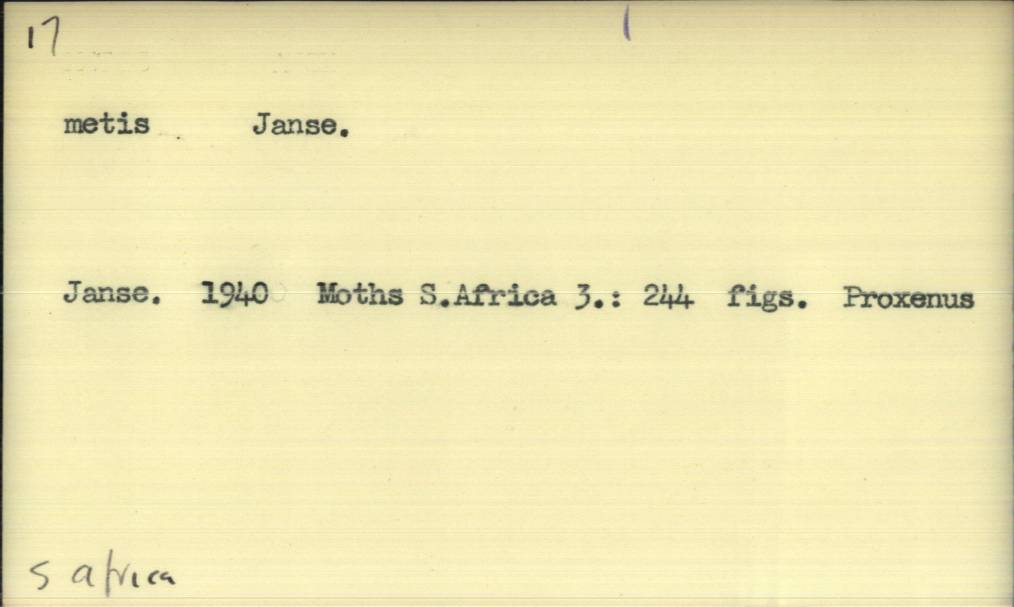 17
metis Janse.
Janse. 1940 Moths S.Africa 3.: 244 figs. Proxenus
S africa